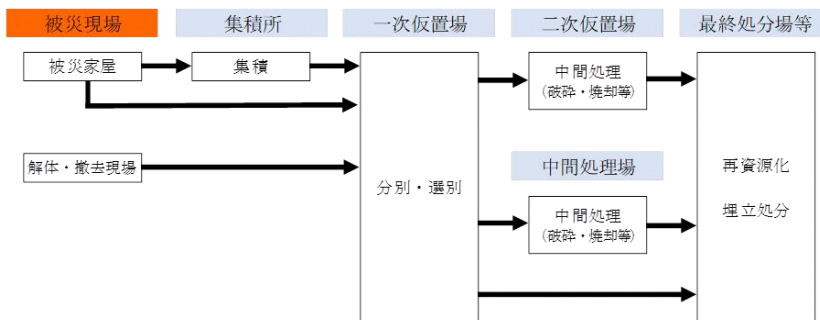 被災現場
集積所
一次仮置場
二次仮置場
最終処分場等
被災家屋
集積
中間処理
(破砕・焼却等)
解体・撤去現場
分別・選別
中間処理場
中間処理
(破砕・焼却等)
再資源化
埋立処分